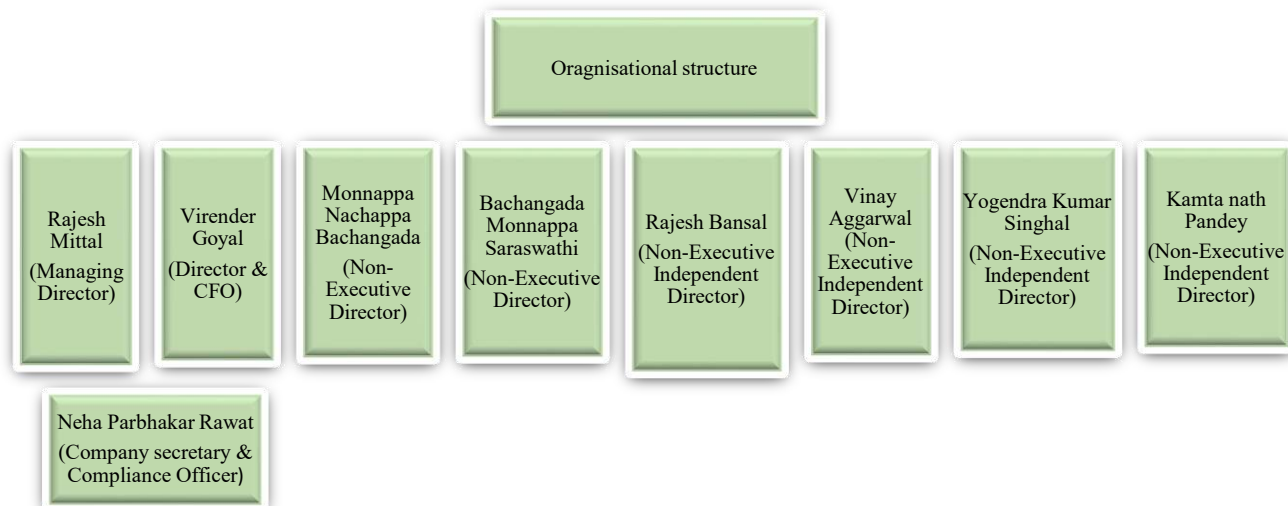 Oragnisational structure
Rajesh
Mittal
(Managing
Director)
Virender
Goyal
(Director &
CFO)
Monnappa
Nachappa
Bachangada
(Non-
Executive
Director)
Bachangada
Monnappa
Saraswathi
(Non-Executive
Director)
Rajesh Bansal
(Non-Executive
Independent
Director)
Vinay
Aggarwal
(Non-
Executive
Independent
Director)
Yogendra Kumar
Singhal
(Non-Executive
Independent
Director)
Kamta nath
Pandey
(Non-Executive
Independent
Director)
Neha Parbhakar Rawat
(Company secretary &
Compliance Officer)